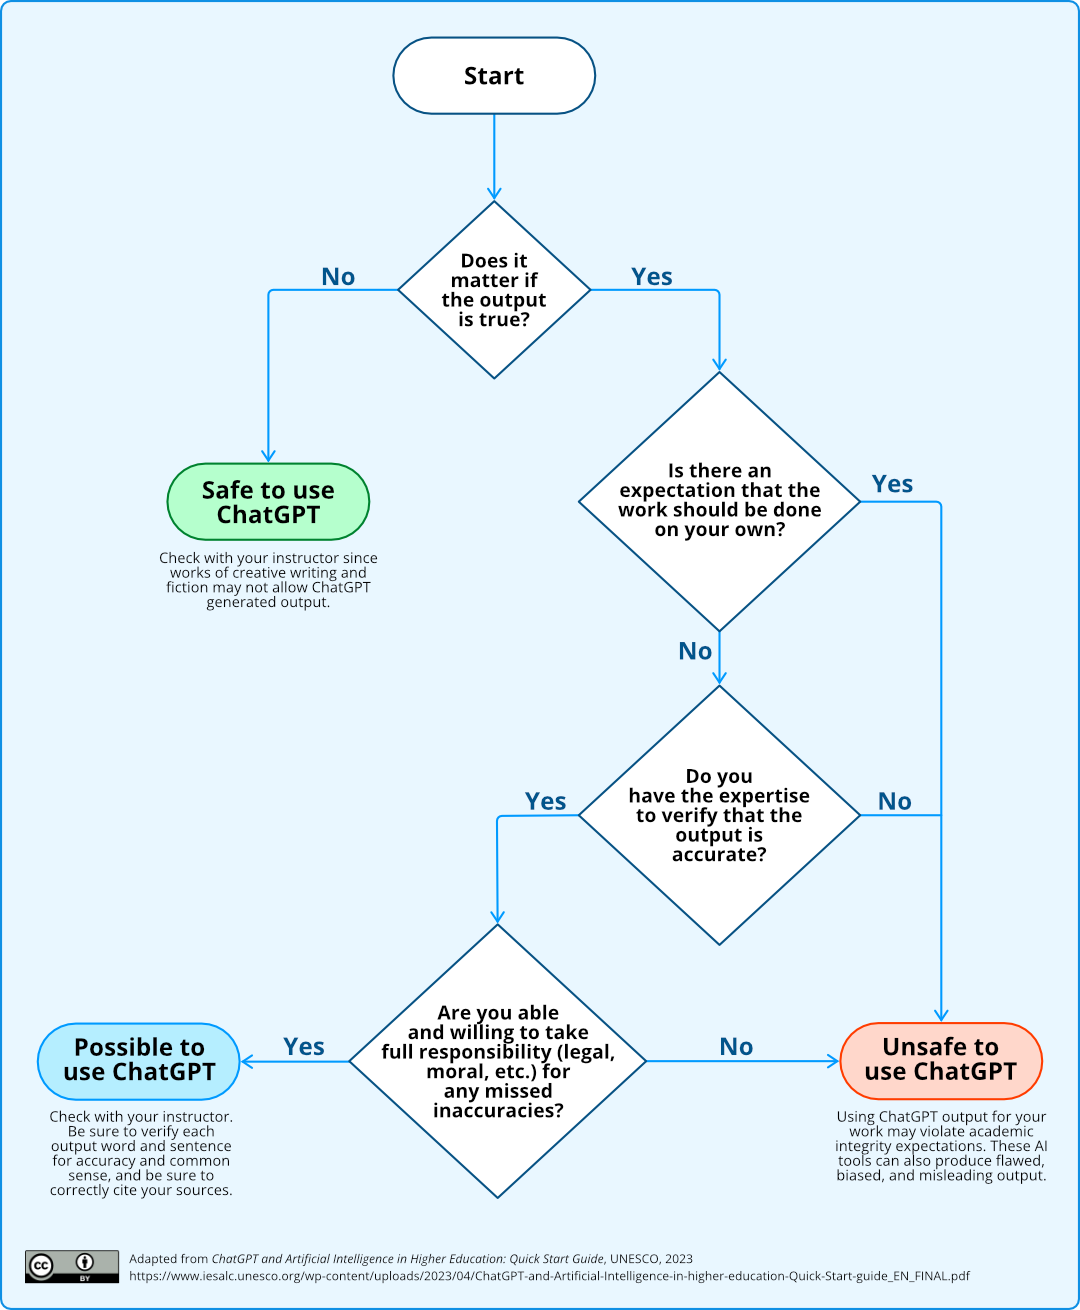 Start
Does it
matter if
the output
is true?
No
Yes
Safe to use
ChatGPT
Check with your instructor since
works of creative writing and
fiction may not allow ChatGPT
generated output.
Is there an
expectation that the
work should be done
on your own?
Yes
No
Do you
have the expertise
to verify that the
output is
accurate?
Yes
No
Are you able
and willing to take
full responsibility (legal,
moral, etc.) for
any missed
inaccuracies?
Yes
No
Possible to
use ChatGPT
Check with your instructor.
Be sure to verify each
output word and sentence
for accuracy and common
sense, and be sure to
correctly cite your sources.
Unsafe to
use ChatGPT
Using ChatGPT output for your
work may violate academic
integrity expectations. These AI
tools can also produce flawed,
biased, and misleading output.
cc
BY
Adapted from ChatGPT and Artificial Intelligence in Higher Education: Quick Start Guide, UNESCO, 2023
https://www.iesalc.unesco.org/wp-content/uploads/2023/04/ChatGPT-and-Artificial-Intelligence-in-higher-education-Quick-Start-guide_EN_FINAL.pdf